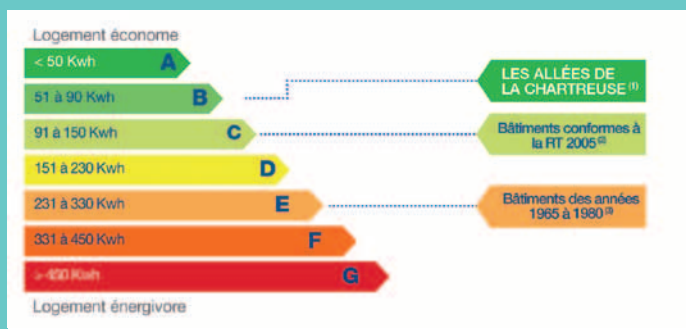 Logement économe
< 50 Kwh A
LES ALLÉES DE
LA CHARTREUSE (1)
51 à 90 Kwh B
91 à 150 Kwh C
Bâtiments conformes à
la RT 2005 (2)
151 à 230 Kwh D
231 à 330 Kwh E
Bâtiments des années
1965 à 1980 (3)
331 à 450 Kwh F
> 450 Kwh G
Logement énergivore